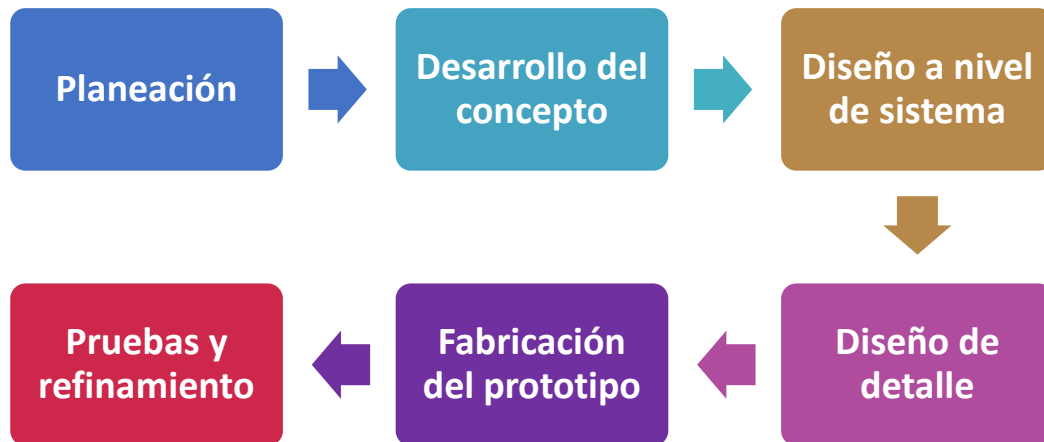 Planeación
Desarrollo del
concepto
Diseño a nivel
de sistema
Diseño de
detalle
Fabricación
del prototipo
Pruebas y
refinamiento